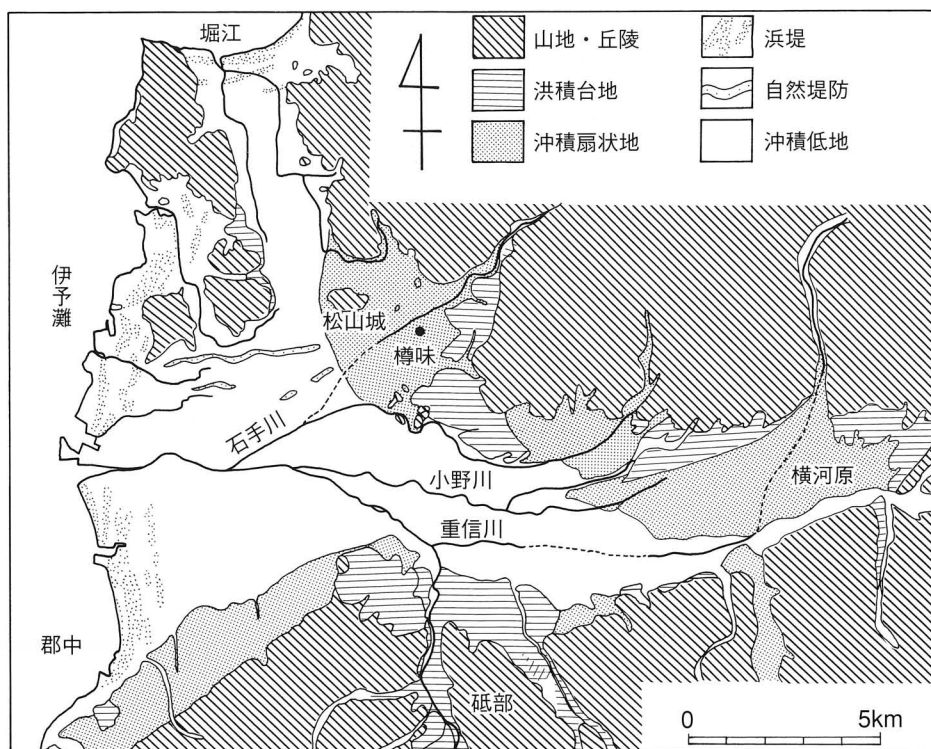 堀江
山地・丘陵
浜堤
洪積台地
自然堤防
沖積扇状地
沖積低地
伊予灘
松山城
樽味
石手川
小野川
横河原
重信川
郡中
砥部
0 5km